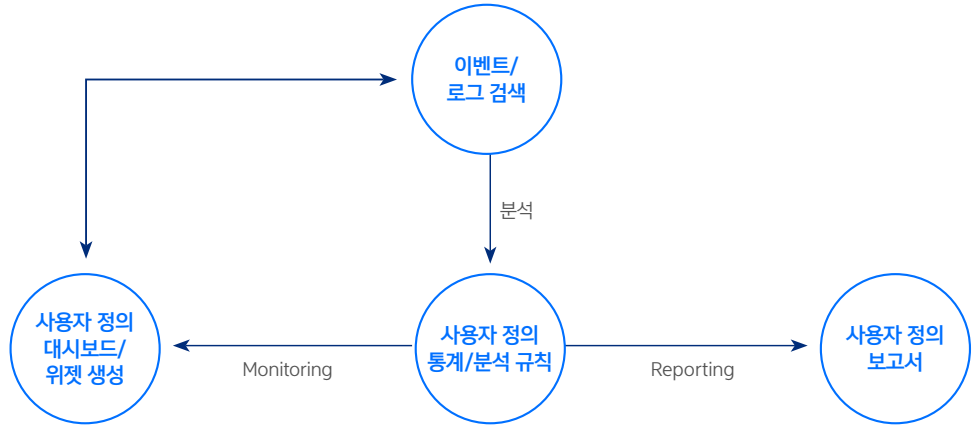 이벤트/
로그 검색
분석
사용자 정의
대시보드/
위젯 생성
Monitoring
사용자 정의
통계/분석 규칙
Reporting
사용자 정의
보고서